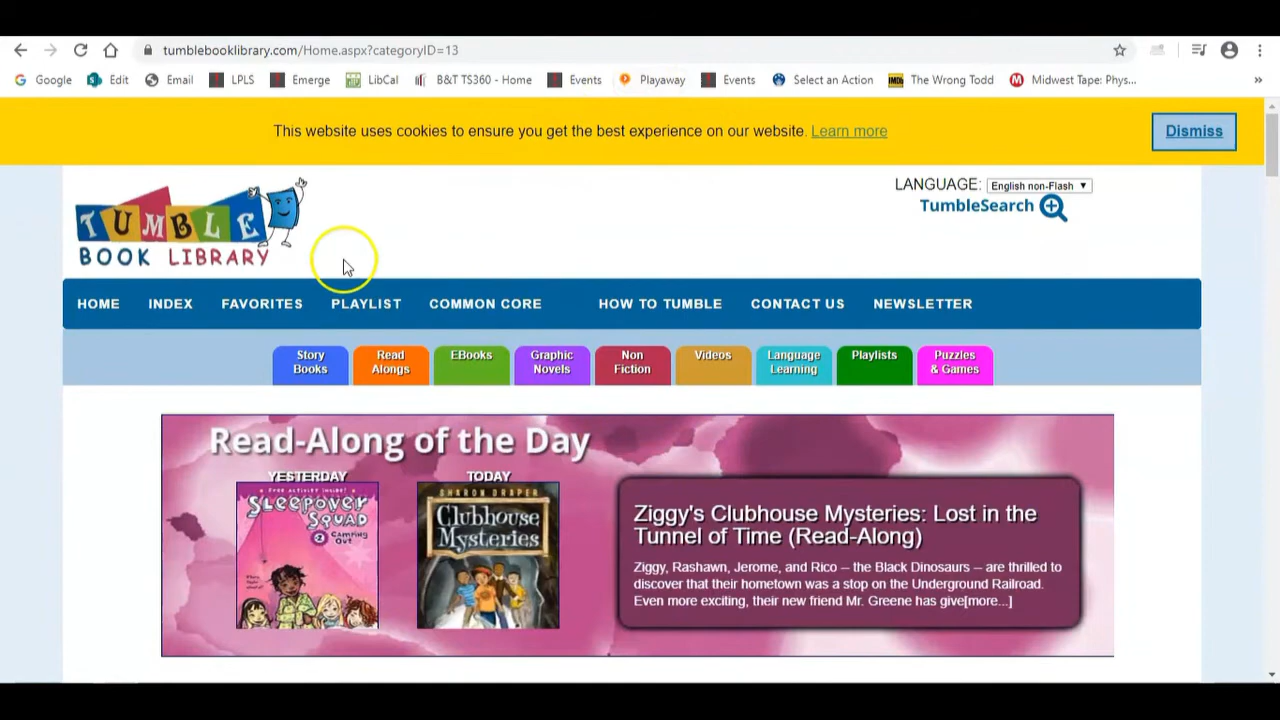 tumblebooklibrary.com/Home.aspx?categoryID=13
Google Edit Email LPLS Emerge LibCal B&T TS360 - Home Events Playaway Events Select an Action IMDb The Wrong Todd Midwest Tape: Phys... »
This website uses cookies to ensure you get the best experience on our website. Learn more
Dismiss
LANGUAGE: English non-Flash
TumbleSearch
TUMBLE
BOOK LIBRARY
HOME INDEX FAVORITES PLAYLIST COMMON CORE HOW TO TUMBLE CONTACT US NEWSLETTER
Story
Books
Read
Alongs
EBooks
Graphic
Novels
Non
Fiction
Videos
Language
Learning
Playlists
Puzzles
& Games
Read-Along of the Day
YESTERDAY
FREE ACTIVITY INSIDE!
SLEEPOVER
SQUAD
2 CAMPING
OUT
TODAY
SHARON DRAPER
Clubhouse
Mysteries
Ziggy's Clubhouse Mysteries: Lost in the
Tunnel of Time (Read-Along)
Ziggy, Rashawn, Jerome, and Rico — the Black Dinosaurs — are thrilled to
discover that their hometown was a stop on the Underground Railroad.
Even more exciting, their new friend Mr. Greene has give[more...]